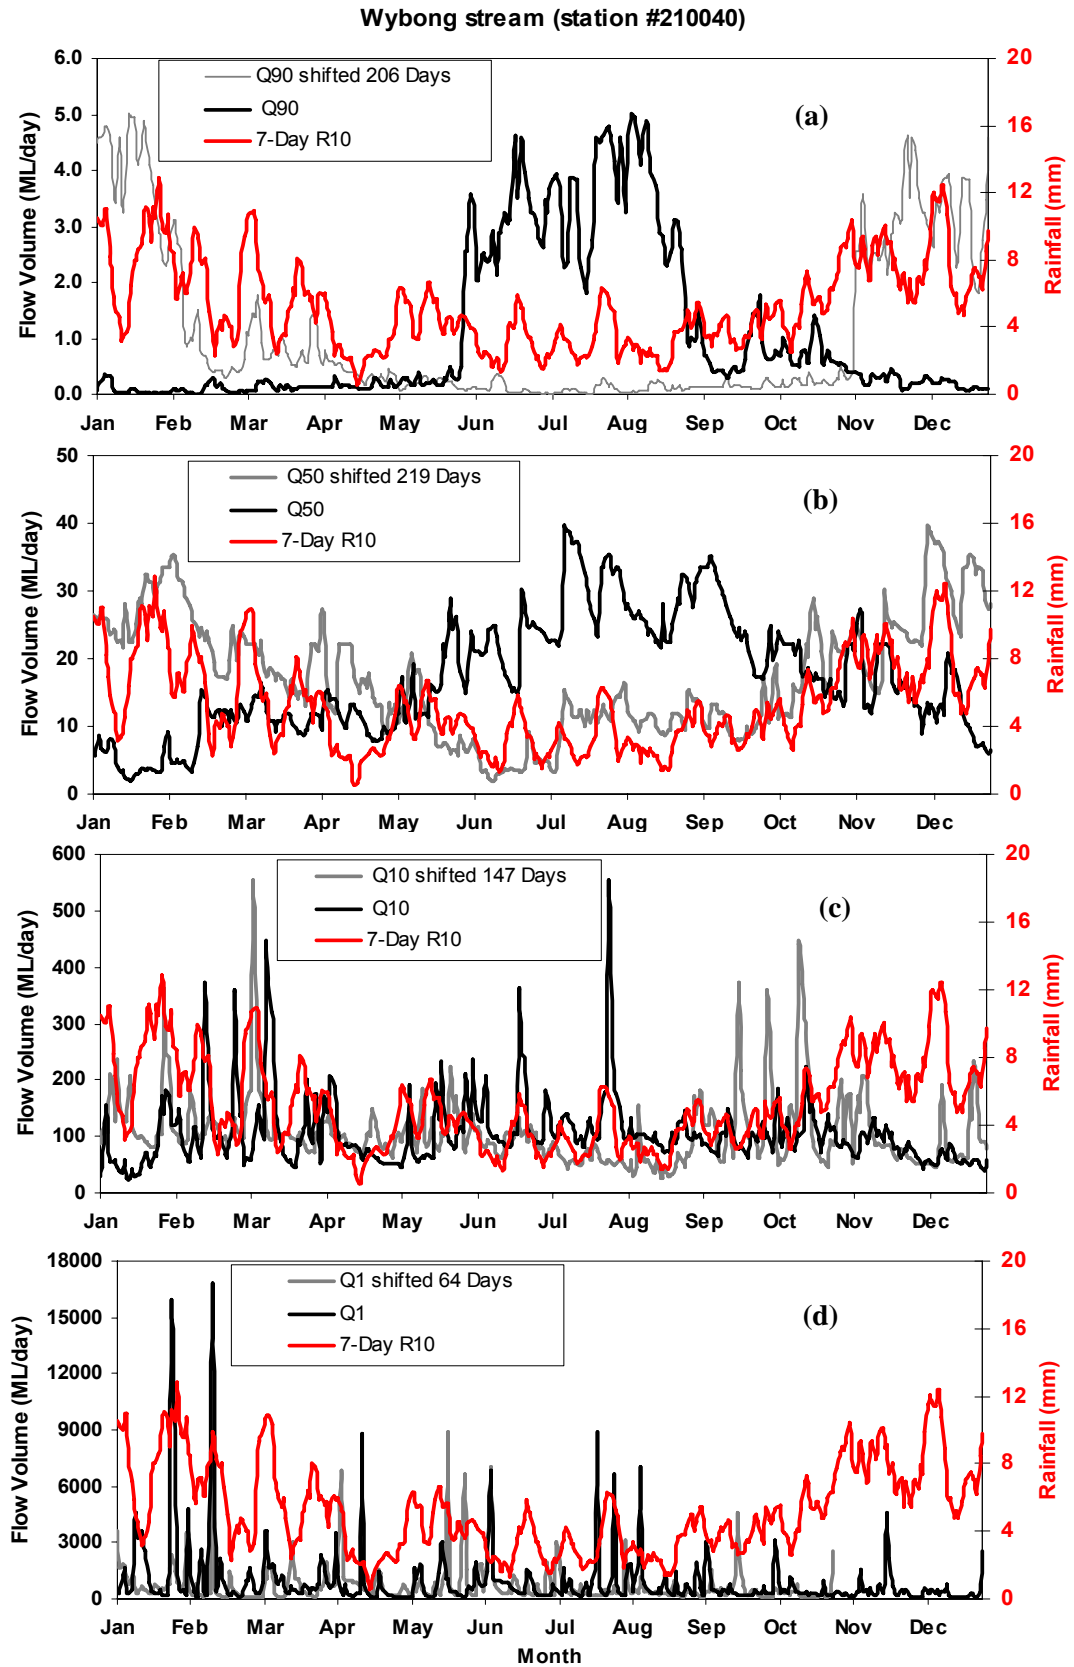 Wybong stream (station #210040)
6.0
5.0
4.0
3.0
2.0
1.0
0.0
Flow Volume (ML/day)
Q90 shifted 206 Days
Q90
7-Day R10
(a)
20
16
12
8
4
0
Rainfall (mm)
Jan Feb Mar Apr May Jun Jul Aug Sep Oct Nov Dec
50
40
30
20
10
0
Flow Volume (ML/day)
Q50 shifted 219 Days
Q50
7-Day R10
(b)
20
16
12
8
4
0
Rainfall (mm)
Jan Feb Mar Apr May Jun Jul Aug Sep Oct Nov Dec
600
500
400
300
200
100
0
Flow Volume (ML/day)
Q10 shifted 147 Days
Q10
7-Day R10
(c)
20
16
12
8
4
0
Rainfall (mm)
Jan Feb Mar Apr May Jun Jul Aug Sep Oct Nov Dec
18000
15000
12000
9000
6000
3000
0
Flow Volume (ML/day)
Q1 shifted 64 Days
Q1
7-Day R10
(d)
20
16
12
8
4
0
Rainfall (mm)
Jan Feb Mar Apr May Jun Jul Aug Sep Oct Nov Dec
Month